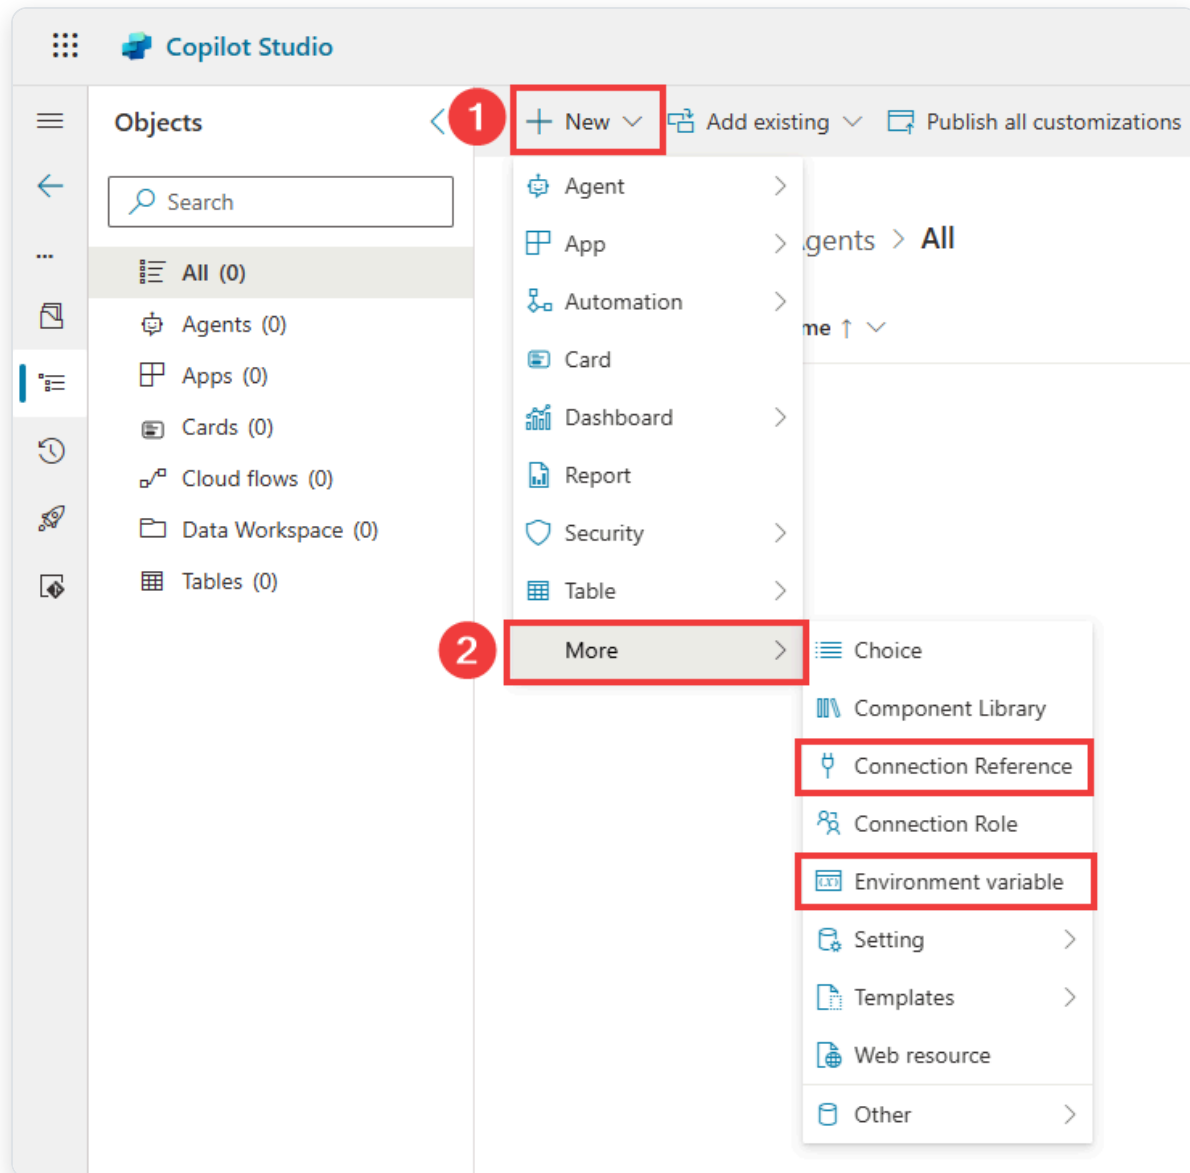 Copilot Studio
Objects
1
New
Add existing
Publish all customizations
Search
All (0)
Agents (0)
Apps (0)
Cards (0)
Cloud flows (0)
Data Workspace (0)
Tables (0)
Agent
App
Automation
Card
Dashboard
Report
Security
Table
2
More
gents > All
me ↑
Choice
Component Library
Connection Reference
Connection Role
Environment variable
Setting
Templates
Web resource
Other